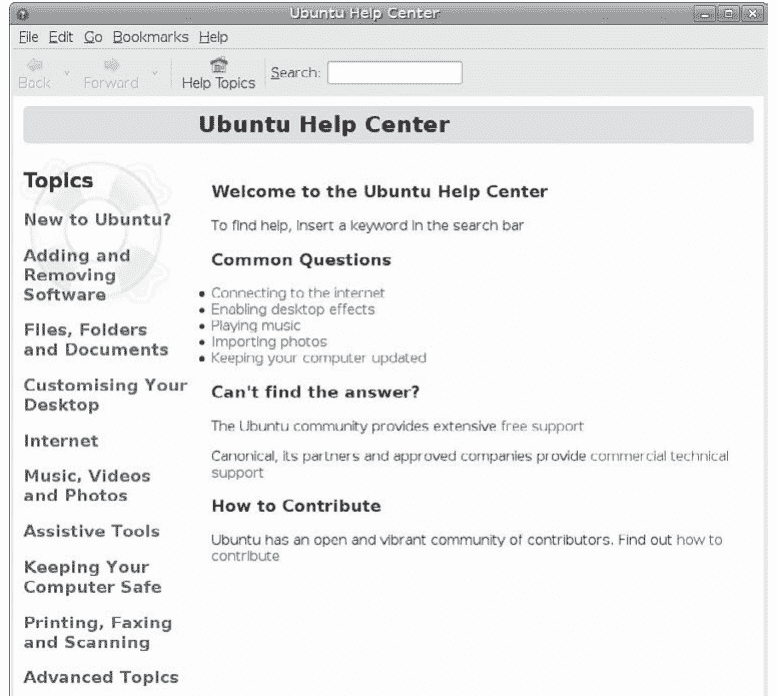 Ubuntu Help Center
File Edit Go Bookmarks Help
Back Forward Help Topics Search:
Ubuntu Help Center
Topics
New to Ubuntu?
Adding and
Removing
Software
Files, Folders
and Documents
Customising Your
Desktop
Internet
Music, Videos
and Photos
Assistive Tools
Keeping Your
Computer Safe
Printing, Faxing
and Scanning
Advanced Topics
Welcome to the Ubuntu Help Center
To find help, insert a keyword in the search bar
Common Questions
• Connecting to the internet
• Enabling desktop effects
• Playing music
• Importing photos
• Keeping your computer updated
Can't find the answer?
The Ubuntu community provides extensive free support
Canonical, its partners and approved companies provide commercial technical
support
How to Contribute
Ubuntu has an open and vibrant community of contributors. Find out how to
contribute